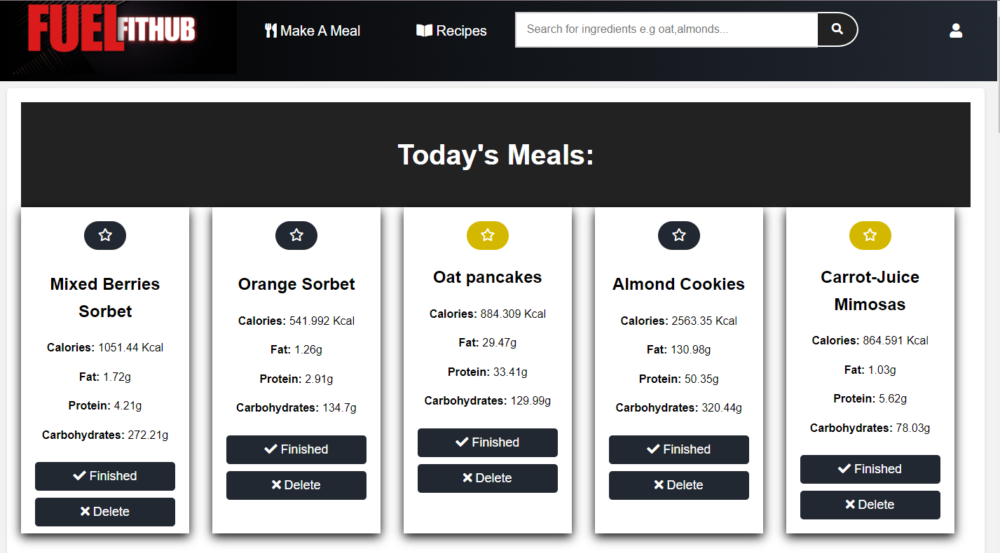 FUELFITHUB
Make A Meal
Recipes
Search for ingredients e.g oat,almonds...
Today's Meals:
Mixed Berries
Sorbet
Calories: 1051.44 Kcal
Fat: 1.72g
Protein: 4.21g
Carbohydrates: 272.21g
Finished
Delete
Orange Sorbet
Calories: 541.992 Kcal
Fat: 1.26g
Protein: 2.91g
Carbohydrates: 134.7g
Finished
Delete
Oat pancakes
Calories: 884.309 Kcal
Fat: 29.47g
Protein: 33.41g
Carbohydrates: 129.99g
Finished
Delete
Almond Cookies
Calories: 2563.35 Kcal
Fat: 130.98g
Protein: 50.35g
Carbohydrates: 320.44g
Finished
Delete
Carrot-Juice
Mimosas
Calories: 864.591 Kcal
Fat: 1.03g
Protein: 5.62g
Carbohydrates: 78.03g
Finished
Delete